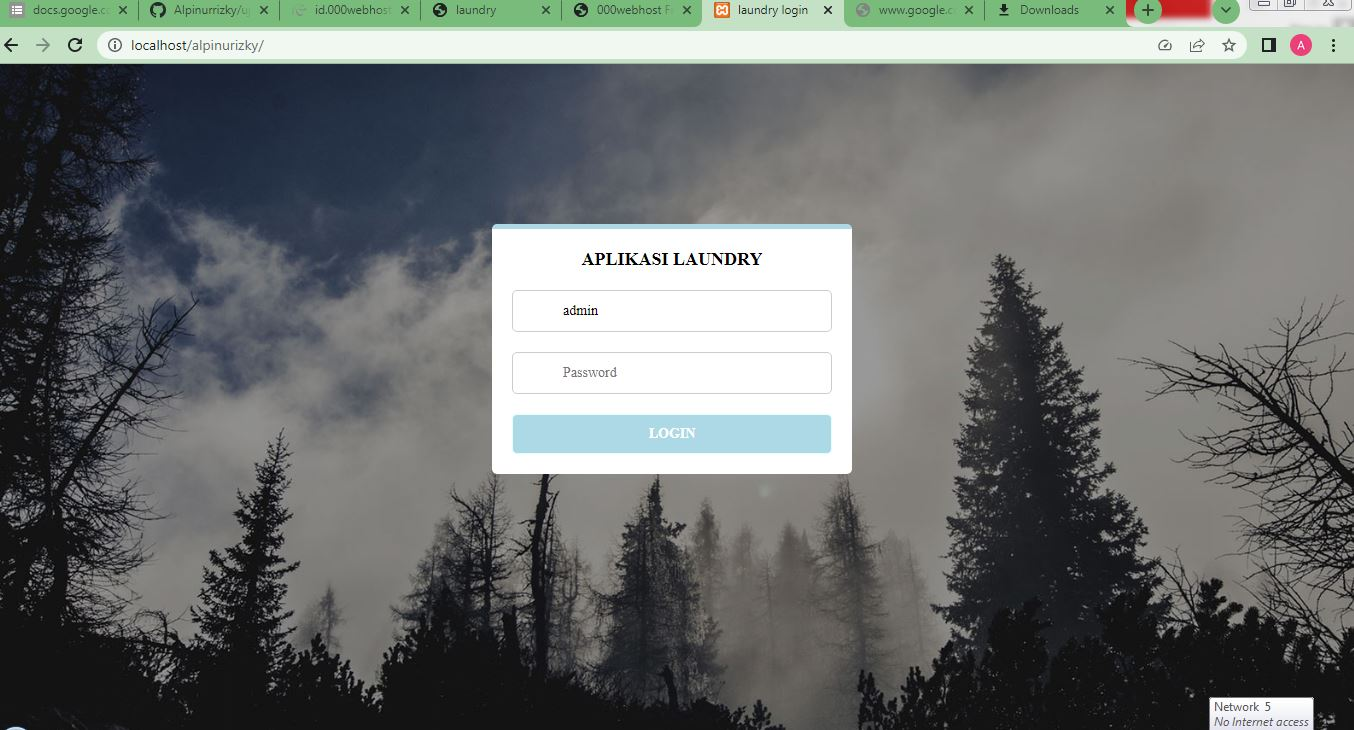 docs.google.c
Alpinurrizky/u
id.000webhost
laundry
000webhost F
laundry login
www.google.c
Downloads
localhost/alpinurizky/
A
APLIKASI LAUNDRY
admin
Password
LOGIN
Network 5
No Internet access